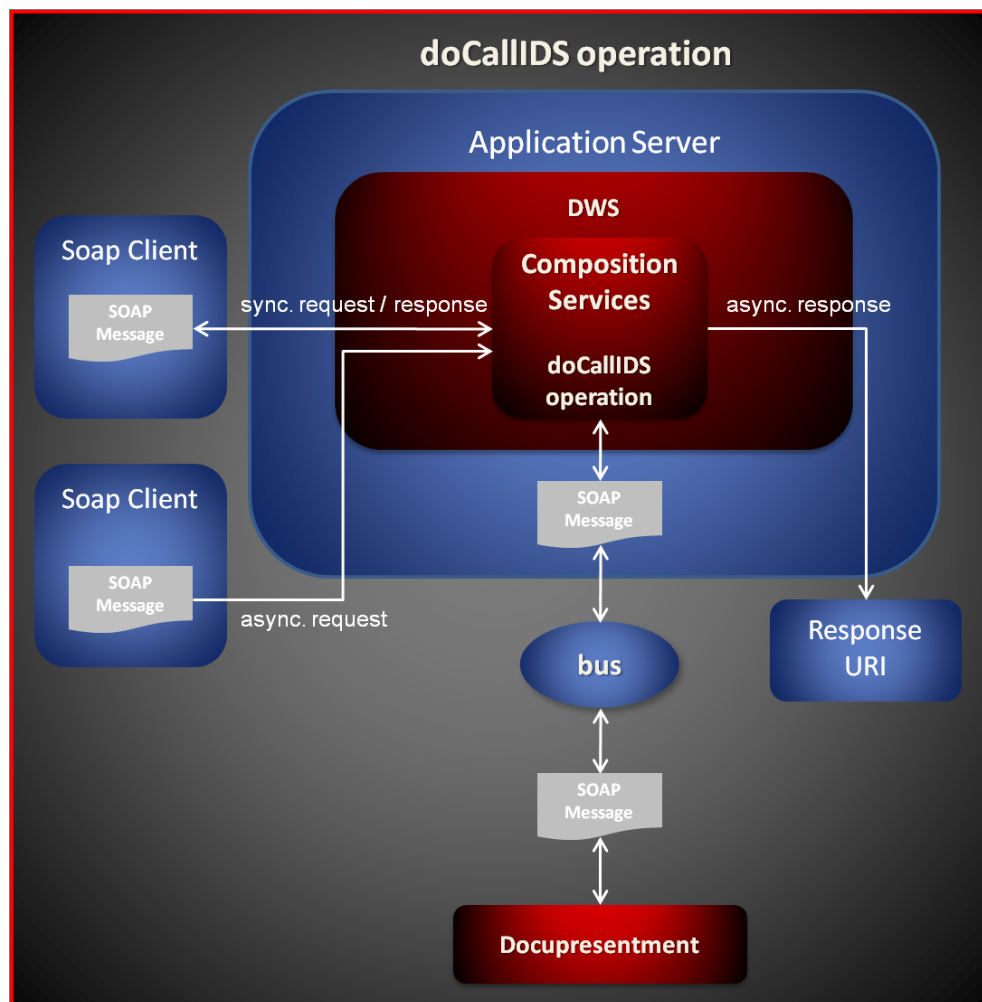 doCallIDS operation
Application Server
DWS
Soap Client
SOAP
Message
sync. request / response
Composition
Services
doCallIDS
operation
async. response
Soap Client
SOAP
Message
async. request
SOAP
Message
bus
Response
URI
SOAP
Message
Docupresentment